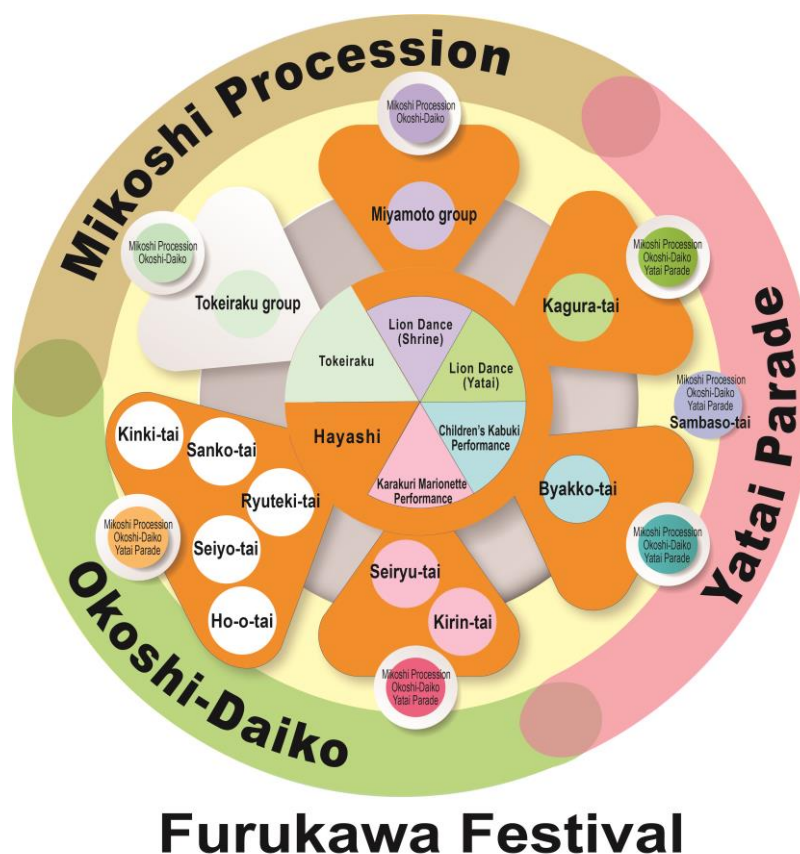 Mikoshi Procession
Mikoshi Procession
Okoshi-Daiko
Miyamoto group
Mikoshi Procession
Okoshi-Daiko
Tokeiraku group
Mikoshi Procession
Okoshi-Daiko
Yatai Parade
Kagura-tai
Lion Dance
(Shrine)
Tokeiraku
Lion Dance
(Yatai)
Hayashi
Children's Kabuki
Performance
Karakuri Marionette
Performance
Mikoshi Procession
Okoshi-Daiko
Yatai Parade
Sambaso-tai
Yatai Parade
Kinki-tai
Sanko-tai
Ryuteki-tai
Seiyo-tai
Ho-o-tai
Mikoshi Procession
Okoshi-Daiko
Yatai Parade
Byakko-tai
Mikoshi Procession
Okoshi-Daiko
Yatai Parade
Seiryu-tai
Kirin-tai
Mikoshi Procession
Okoshi-Daiko
Yatai Parade
Okoshi-Daiko
Furukawa Festival